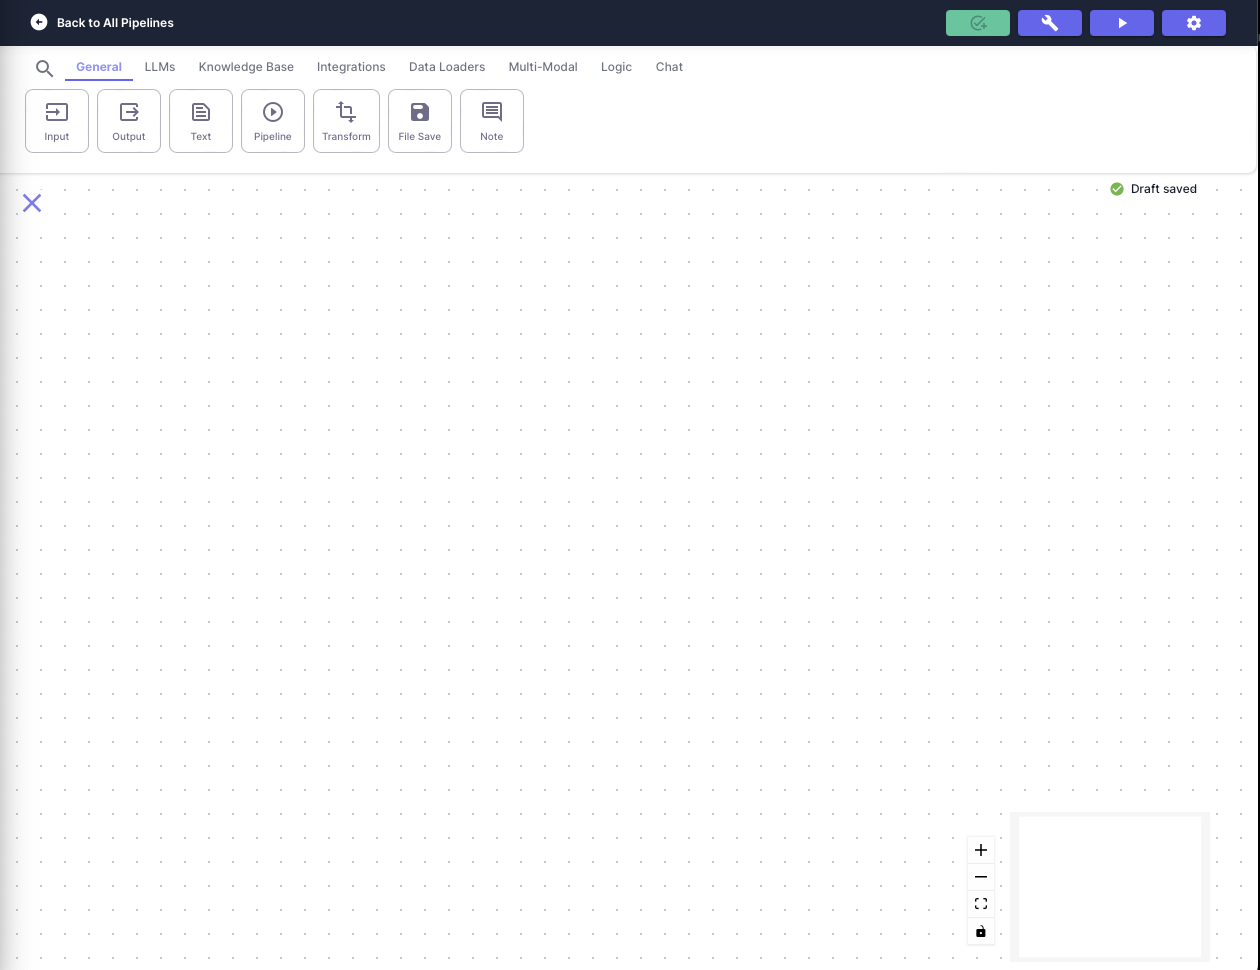 Back to All Pipelines
General LLMs Knowledge Base Integrations Data Loaders Multi-Modal Logic Chat
Input Output Text Pipeline Transform File Save Note
Draft saved